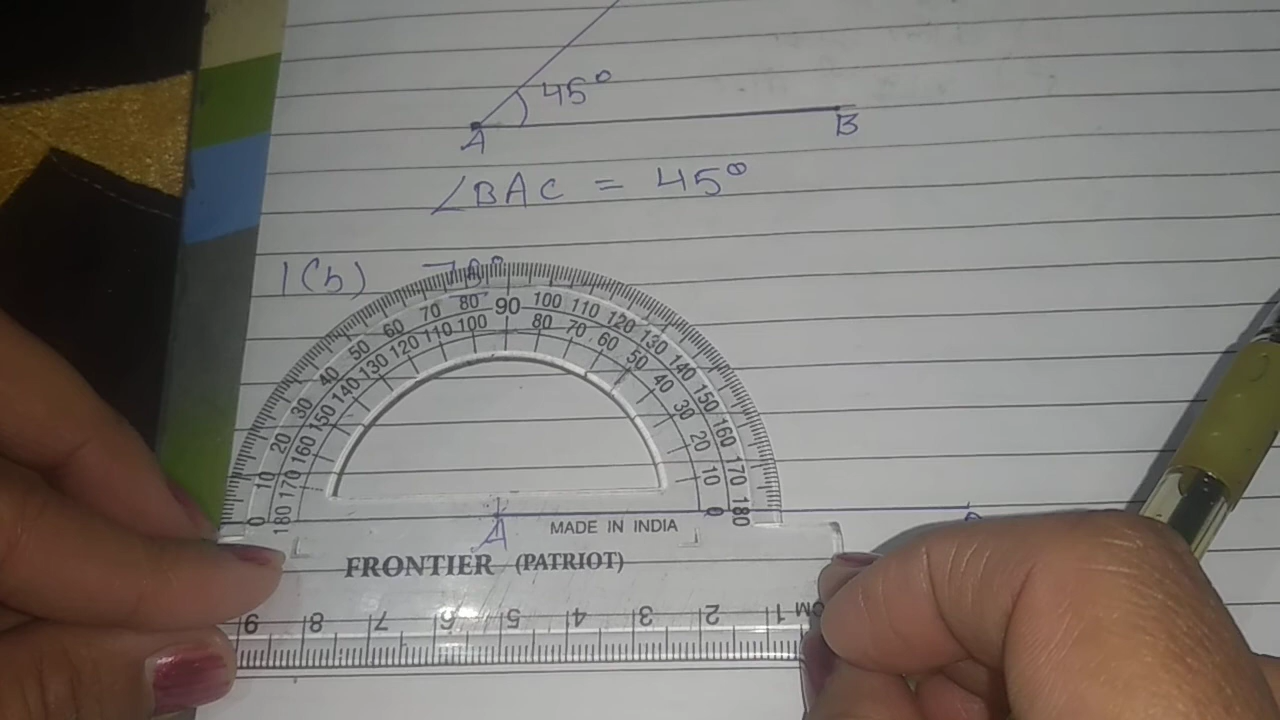 45°
A
B
∠BAC = 45°
1(b)
60 70 80 90 100 110 120
50 130
40 140
30 150
20 160
10 170
0 180
120 110 100 80 70 60
130 50
140 40
150 30
160 20
170 10
180 0
A
MADE IN INDIA
FRONTIER (PATRIOT)
9 8 7 6 5 4 3 2 1